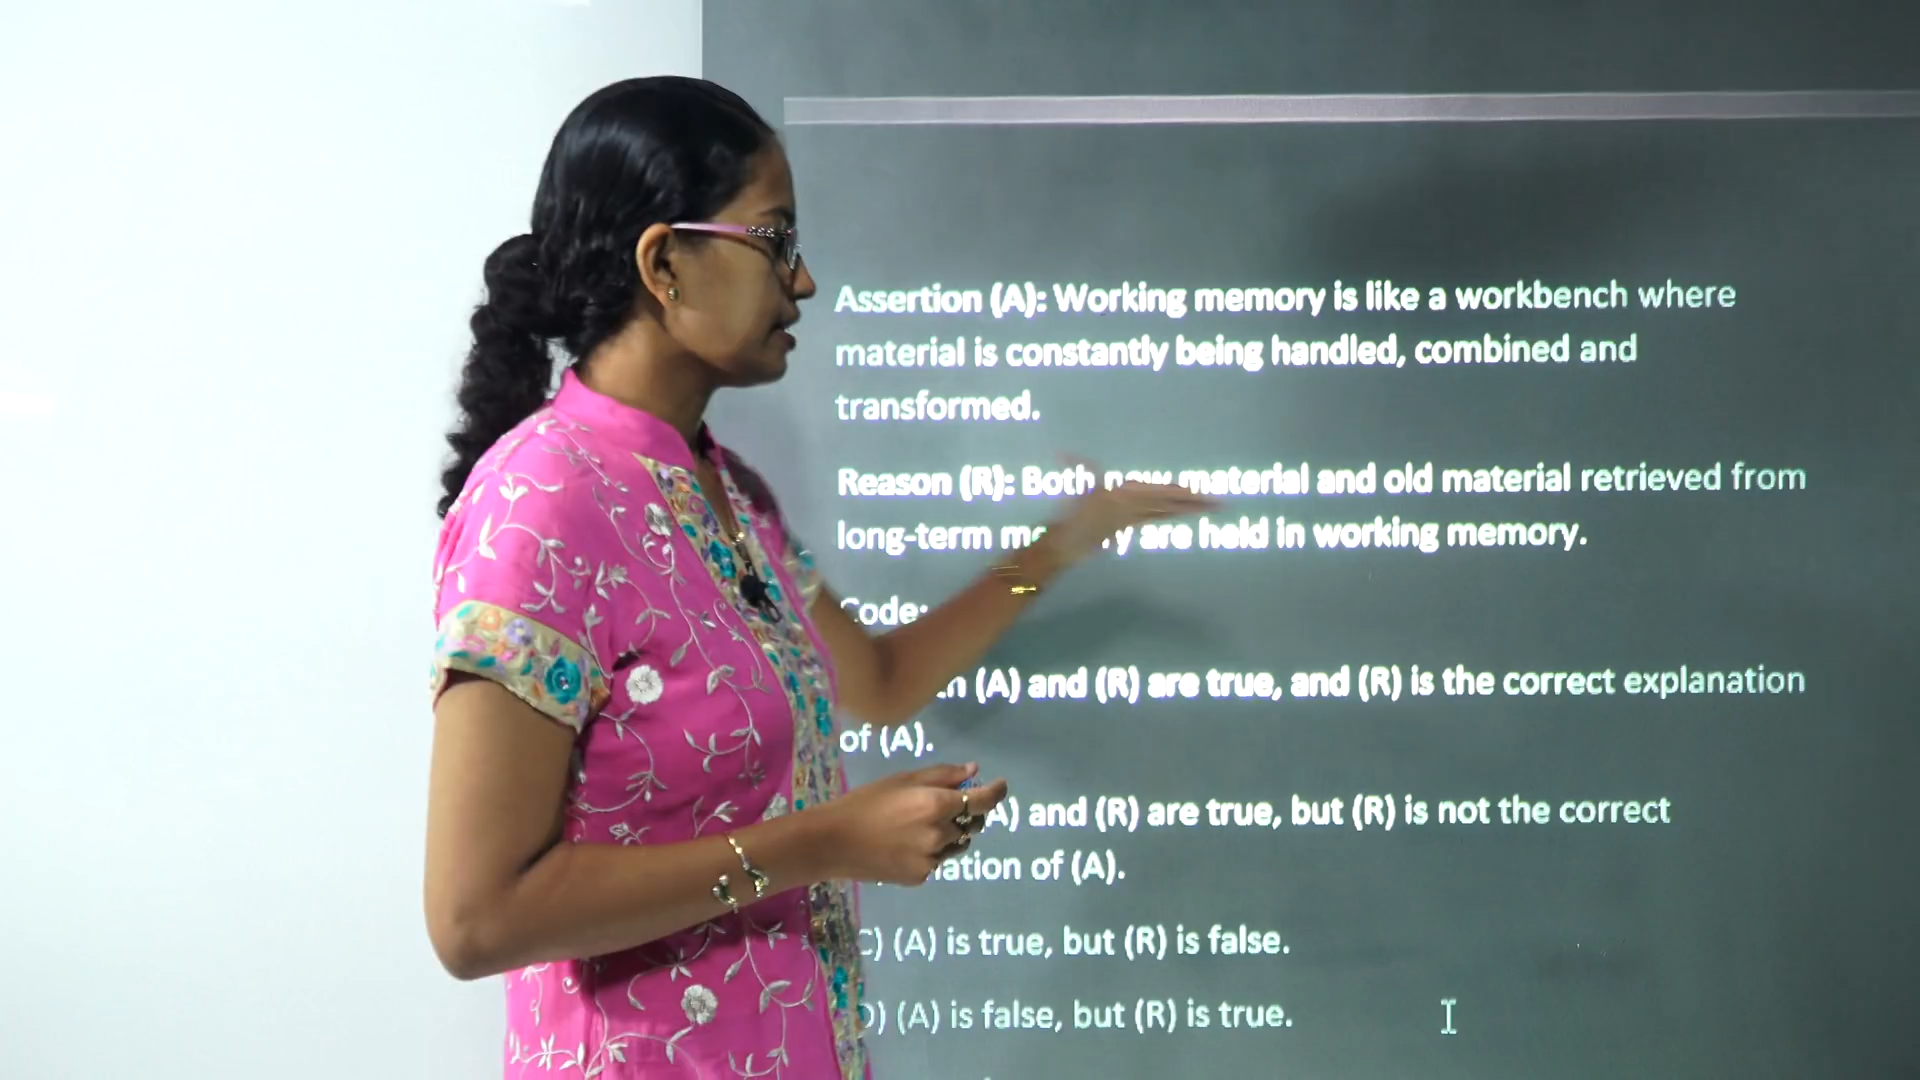 Assertion (A): Working memory is like a workbench where
material is constantly being handled, combined and
transformed.
Reason (R): Both new material and old material retrieved from
long-term are held in working memory.
Code:
(A) and (R) are true, and (R) is the correct explanation
of (A).
(A) and (R) are true, but (R) is not the correct
of (A).
C) (A) is true, but (R) is false.
D) (A) is false, but (R) is true.